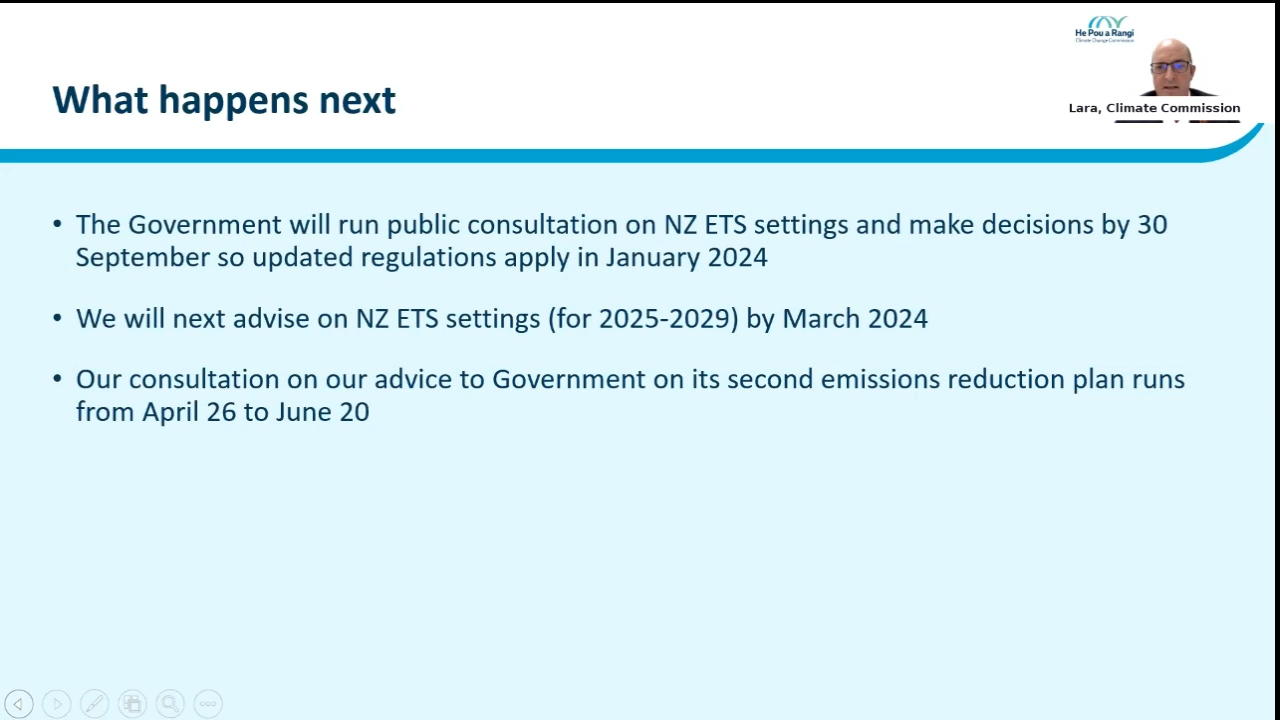 He Pou a Rangi
Climate Change Commission
What happens next
Lara, Climate Commission
• The Government will run public consultation on NZ ETS settings and make decisions by 30
September so updated regulations apply in January 2024
• We will next advise on NZ ETS settings (for 2025-2029) by March 2024
• Our consultation on our advice to Government on its second emissions reduction plan runs
from April 26 to June 20